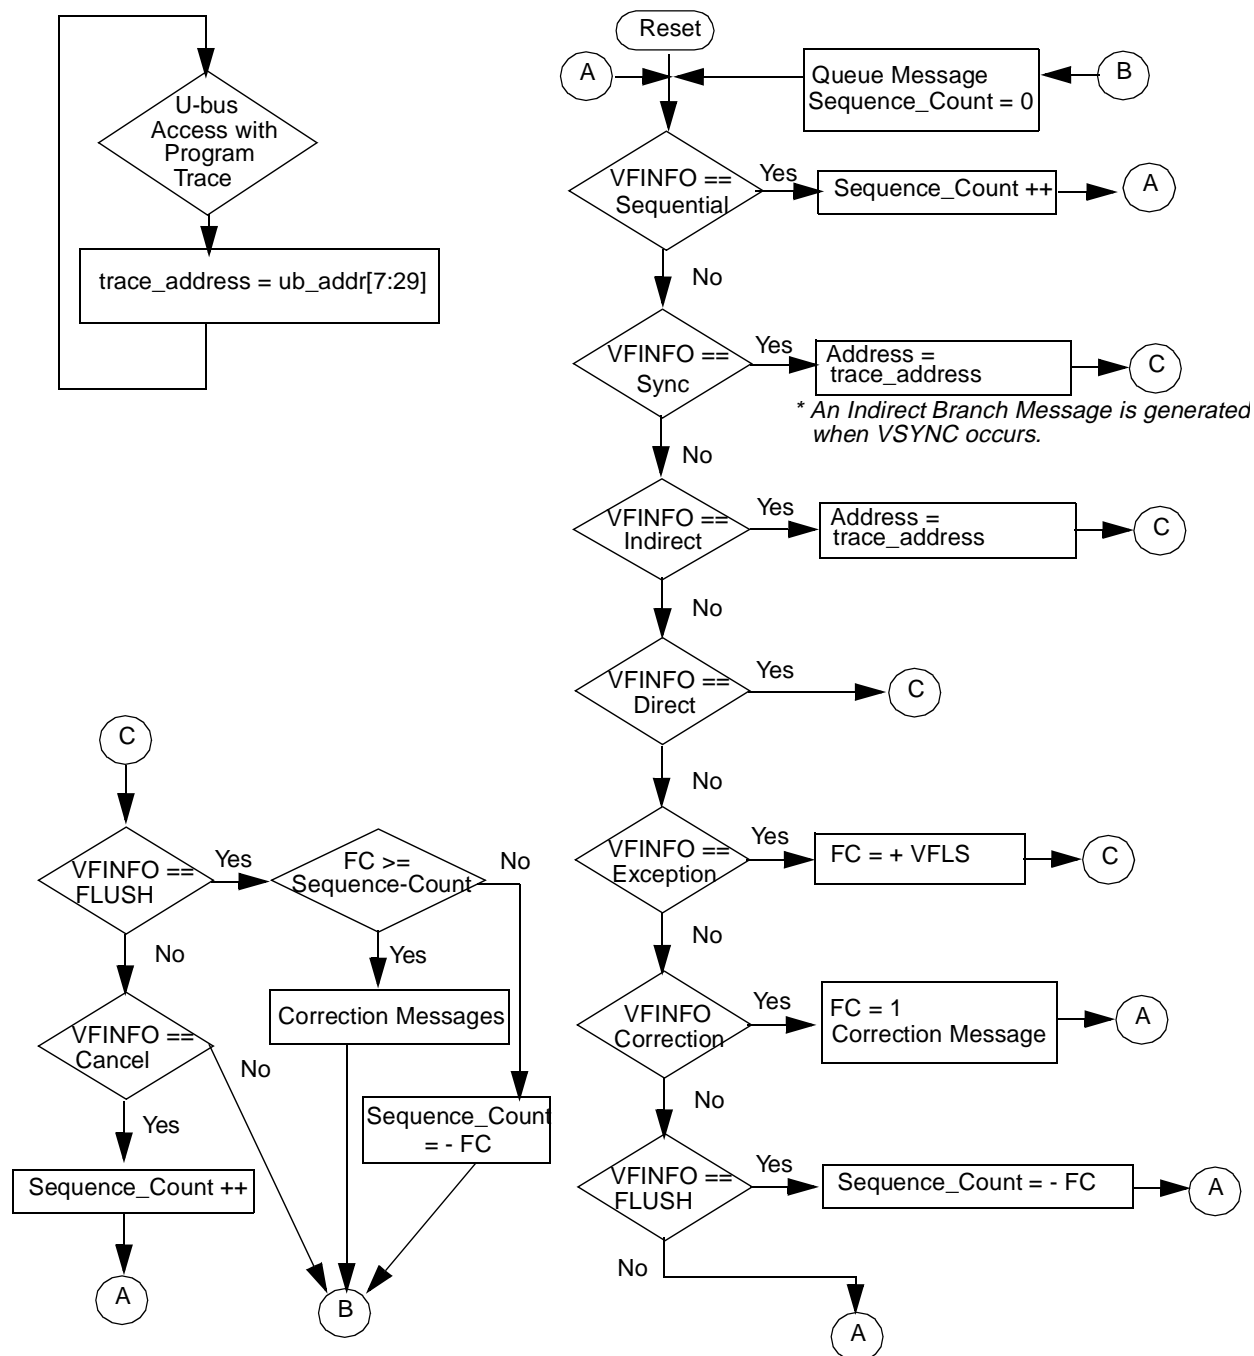 Reset
A
Queue Message
Sequence_Count = 0
B
U-bus
Access with
Program
Trace
trace_address = ub_addr[7:29]
VFINFO ==
Sequential
Yes
Sequence_Count ++
A
No
VFINFO ==
Sync
Yes
Address =
trace_address
C
* An Indirect Branch Message is generated
when VSYNC occurs.
No
VFINFO ==
Indirect
Yes
Address =
trace_address
C
No
VFINFO ==
Direct
Yes
C
No
VFINFO ==
Exception
Yes
FC = + VFLS
C
No
VFINFO
Correction
Yes
FC = 1
Correction Message
A
No
VFINFO ==
FLUSH
Yes
Sequence_Count = - FC
A
No
A
C
VFINFO ==
FLUSH
Yes
FC >=
Sequence-Count
No
No
Yes
VFINFO ==
Cancel
No
Correction Messages
Yes
Sequence_Count
= - FC
Sequence_Count ++
A
B